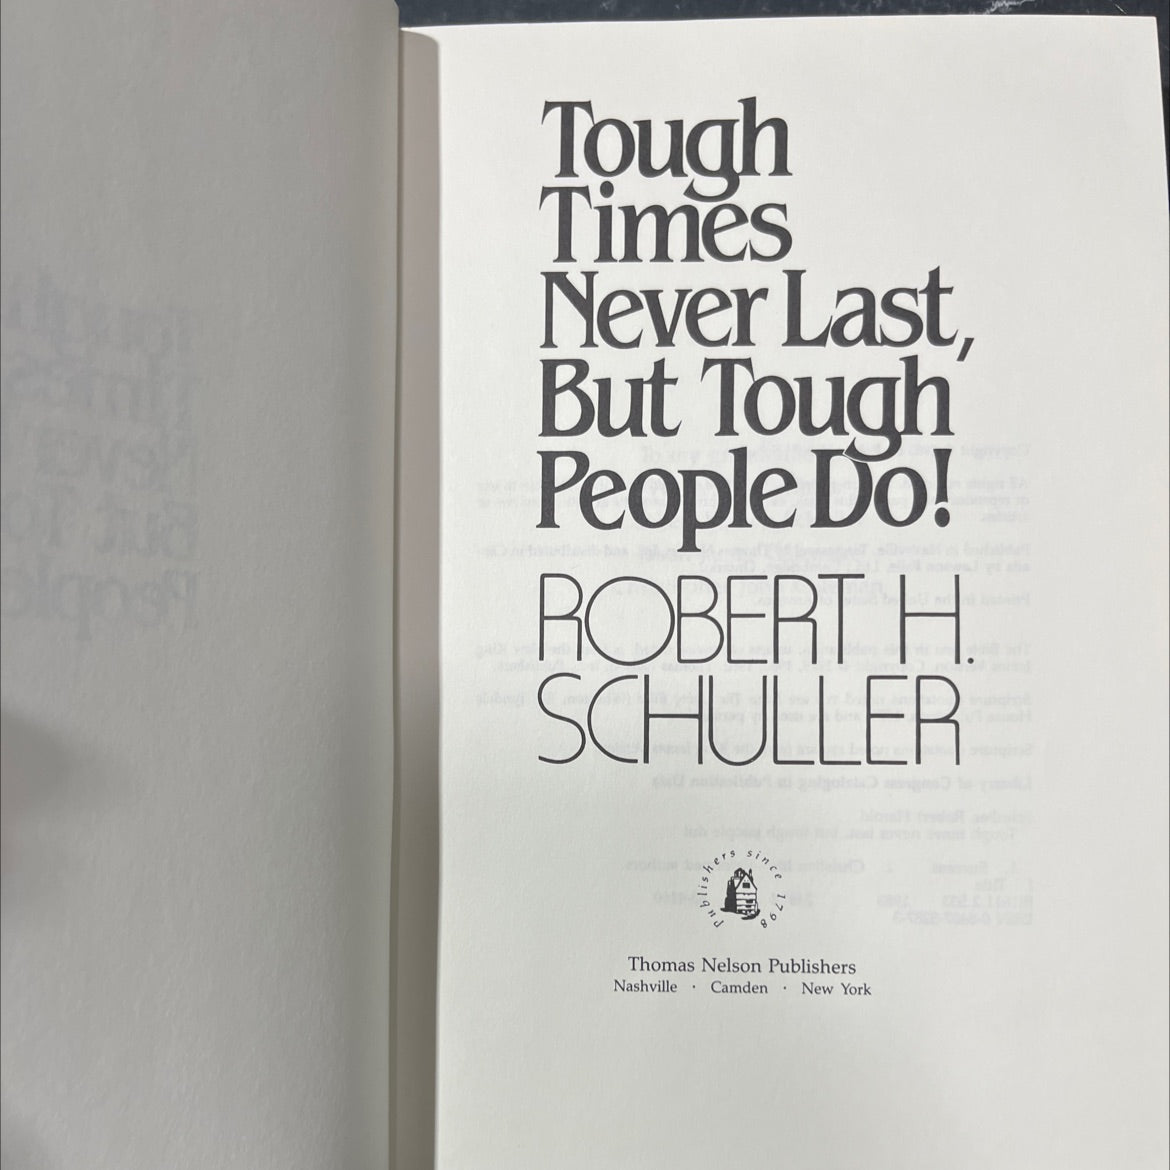 Tough
Times
Never Last,
But Tough
People Do!
ROBERT H.
SCHULLER
Publishers since 1798
Thomas Nelson Publishers
Nashville · Camden · New York